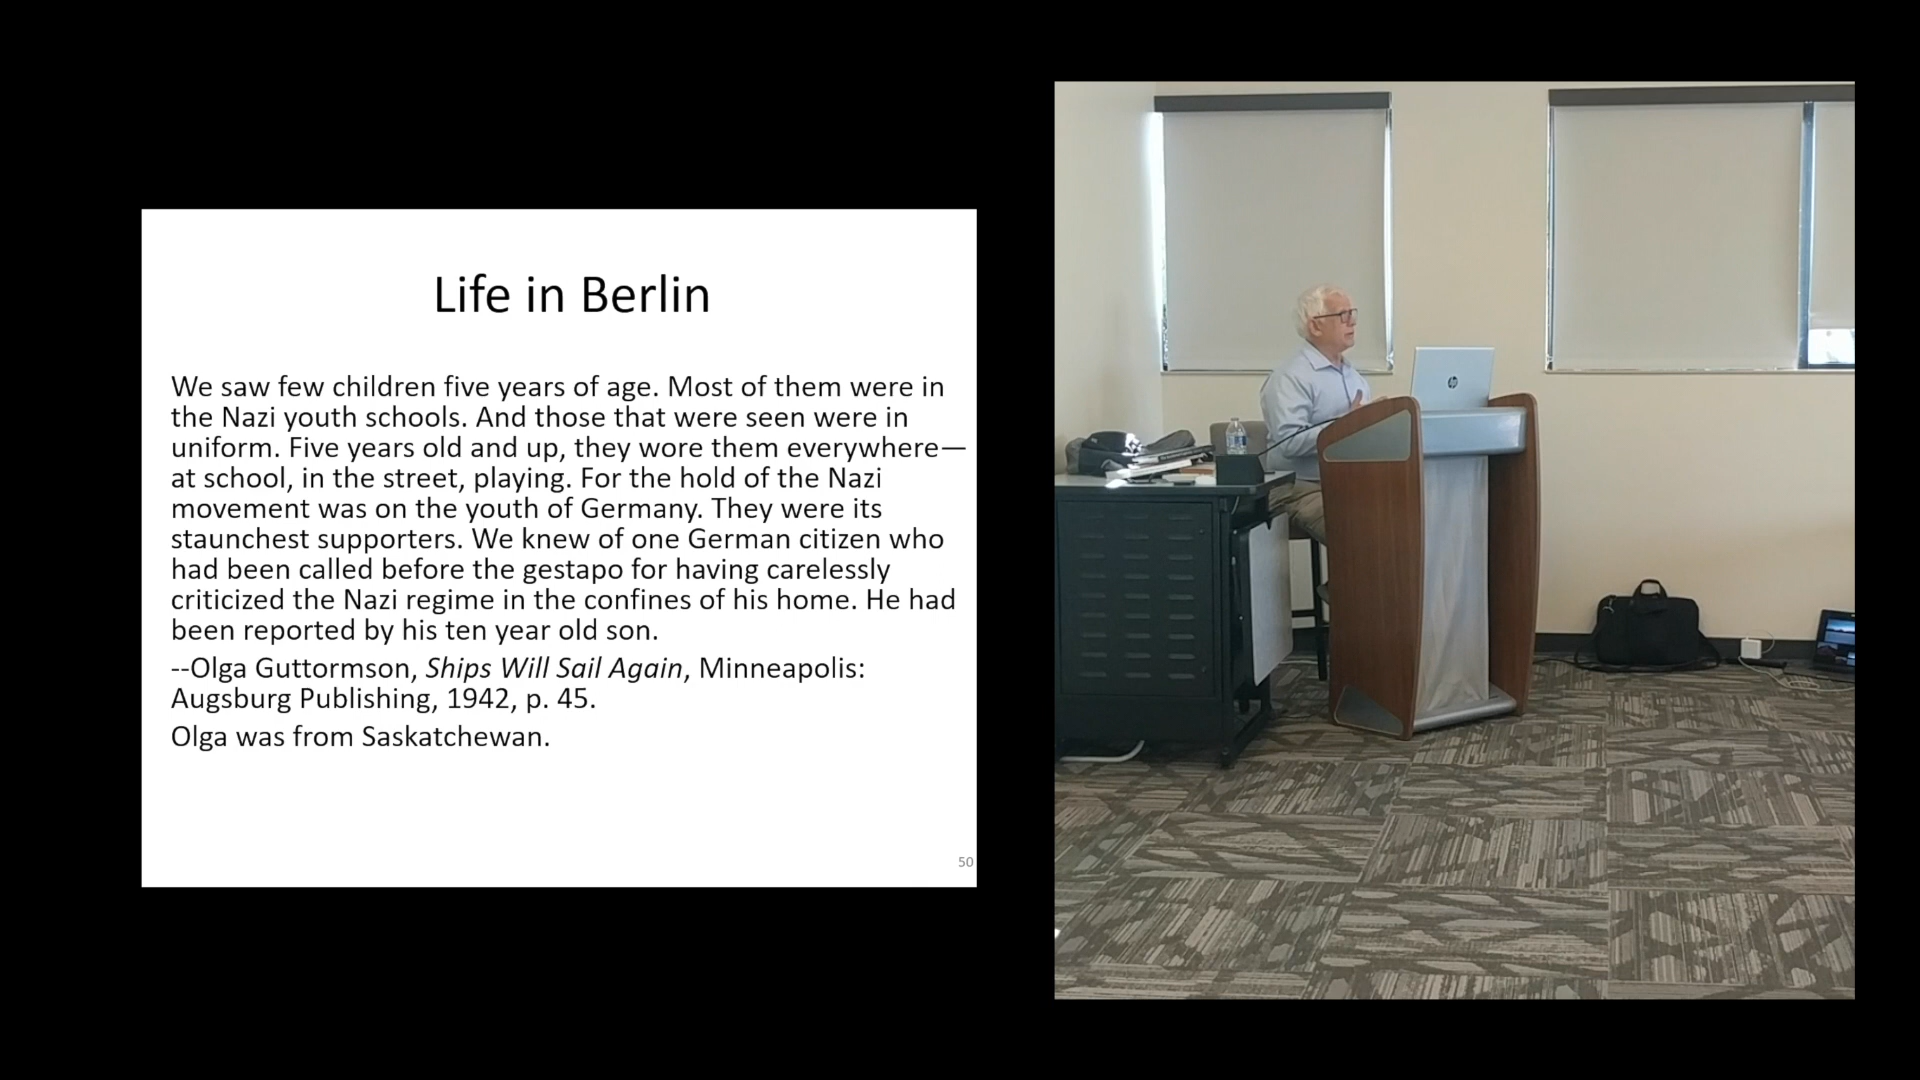 Life in Berlin
We saw few children five years of age. Most of them were in
the Nazi youth schools. And those that were seen were in
uniform. Five years old and up, they wore them everywhere—
at school, in the street, playing. For the hold of the Nazi
movement was on the youth of Germany. They were its
staunchest supporters. We knew of one German citizen who
had been called before the gestapo for having carelessly
criticized the Nazi regime in the confines of his home. He had
been reported by his ten year old son.
--Olga Guttormson, Ships Will Sail Again, Minneapolis:
Augsburg Publishing, 1942, p. 45.
Olga was from Saskatchewan.
50
hp